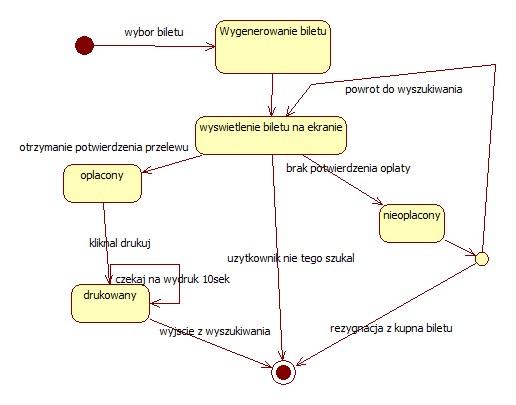 wybor biletu
Wygenerowanie biletu
powrot do wyszukiwania
wyswietlenie biletu na ekranie
otrzymanie potwierdzenia przelewu
brak potwierdzenia oplaty
oplacony
nieoplacony
kliknal drukuj
uzytkownik nie tego szukal
czekaj na wydruk 10sek
drukowany
wyjscie z wyszukiwania
rezygnacja z kupna biletu